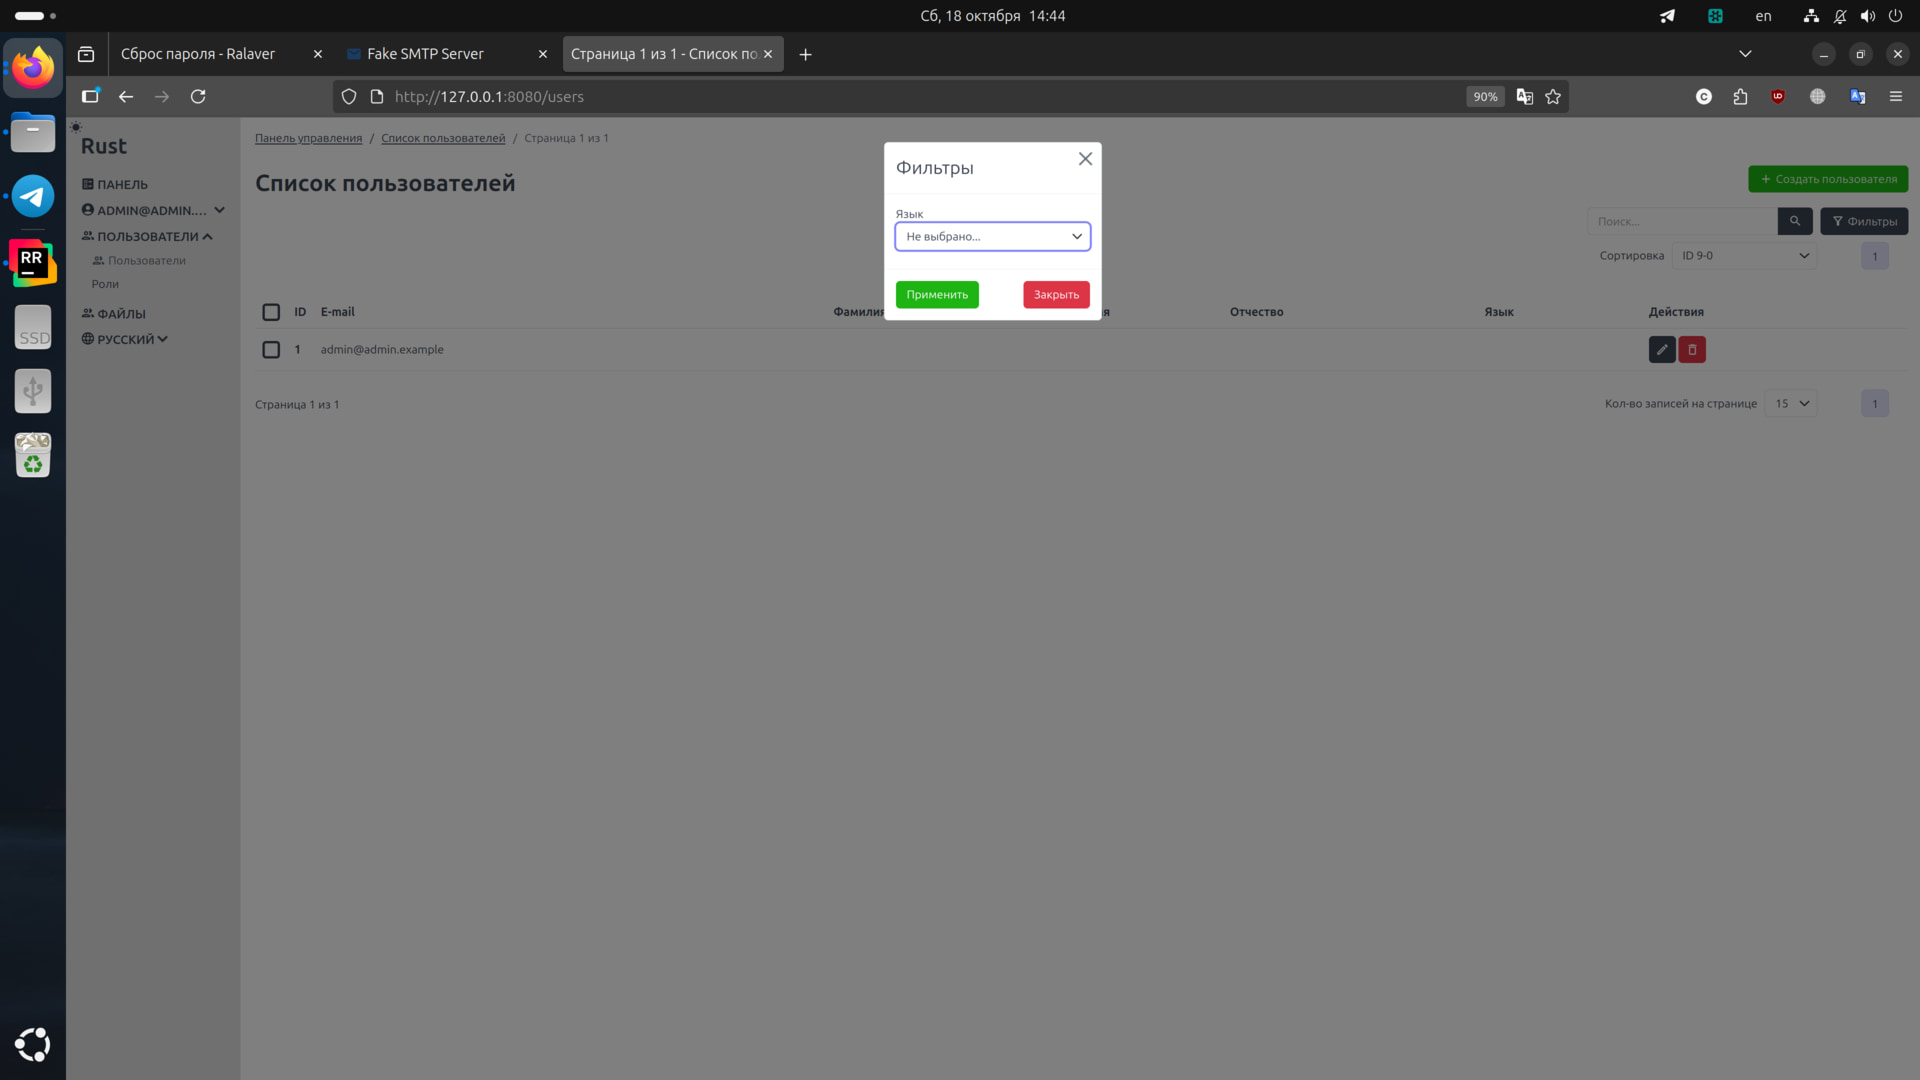 Сб, 18 октября 14:44
en
Сброс пароля - Ralaver
Fake SMTP Server
Страница 1 из 1 - Список по
http://127.0.0.1:8080/users
90%
Rust
ПАНЕЛЬ
ADMIN@ADMIN....
ПОЛЬЗОВАТЕЛИ
Пользователи
Роли
ФАЙЛЫ
РУССКИЙ
RR
SSD
Панель управления / Список пользователей / Страница 1 из 1
Список пользователей
+ Создать пользователя
Поиск...
Фильтры
Сортировка ID 9-0 1
Фильтры
Язык
Не выбрано...
Применить Закрыть
ID E-mail Фамилия я Отчество Язык Действия
1 admin@admin.example
Страница 1 из 1
Кол-во записей на странице 15 1